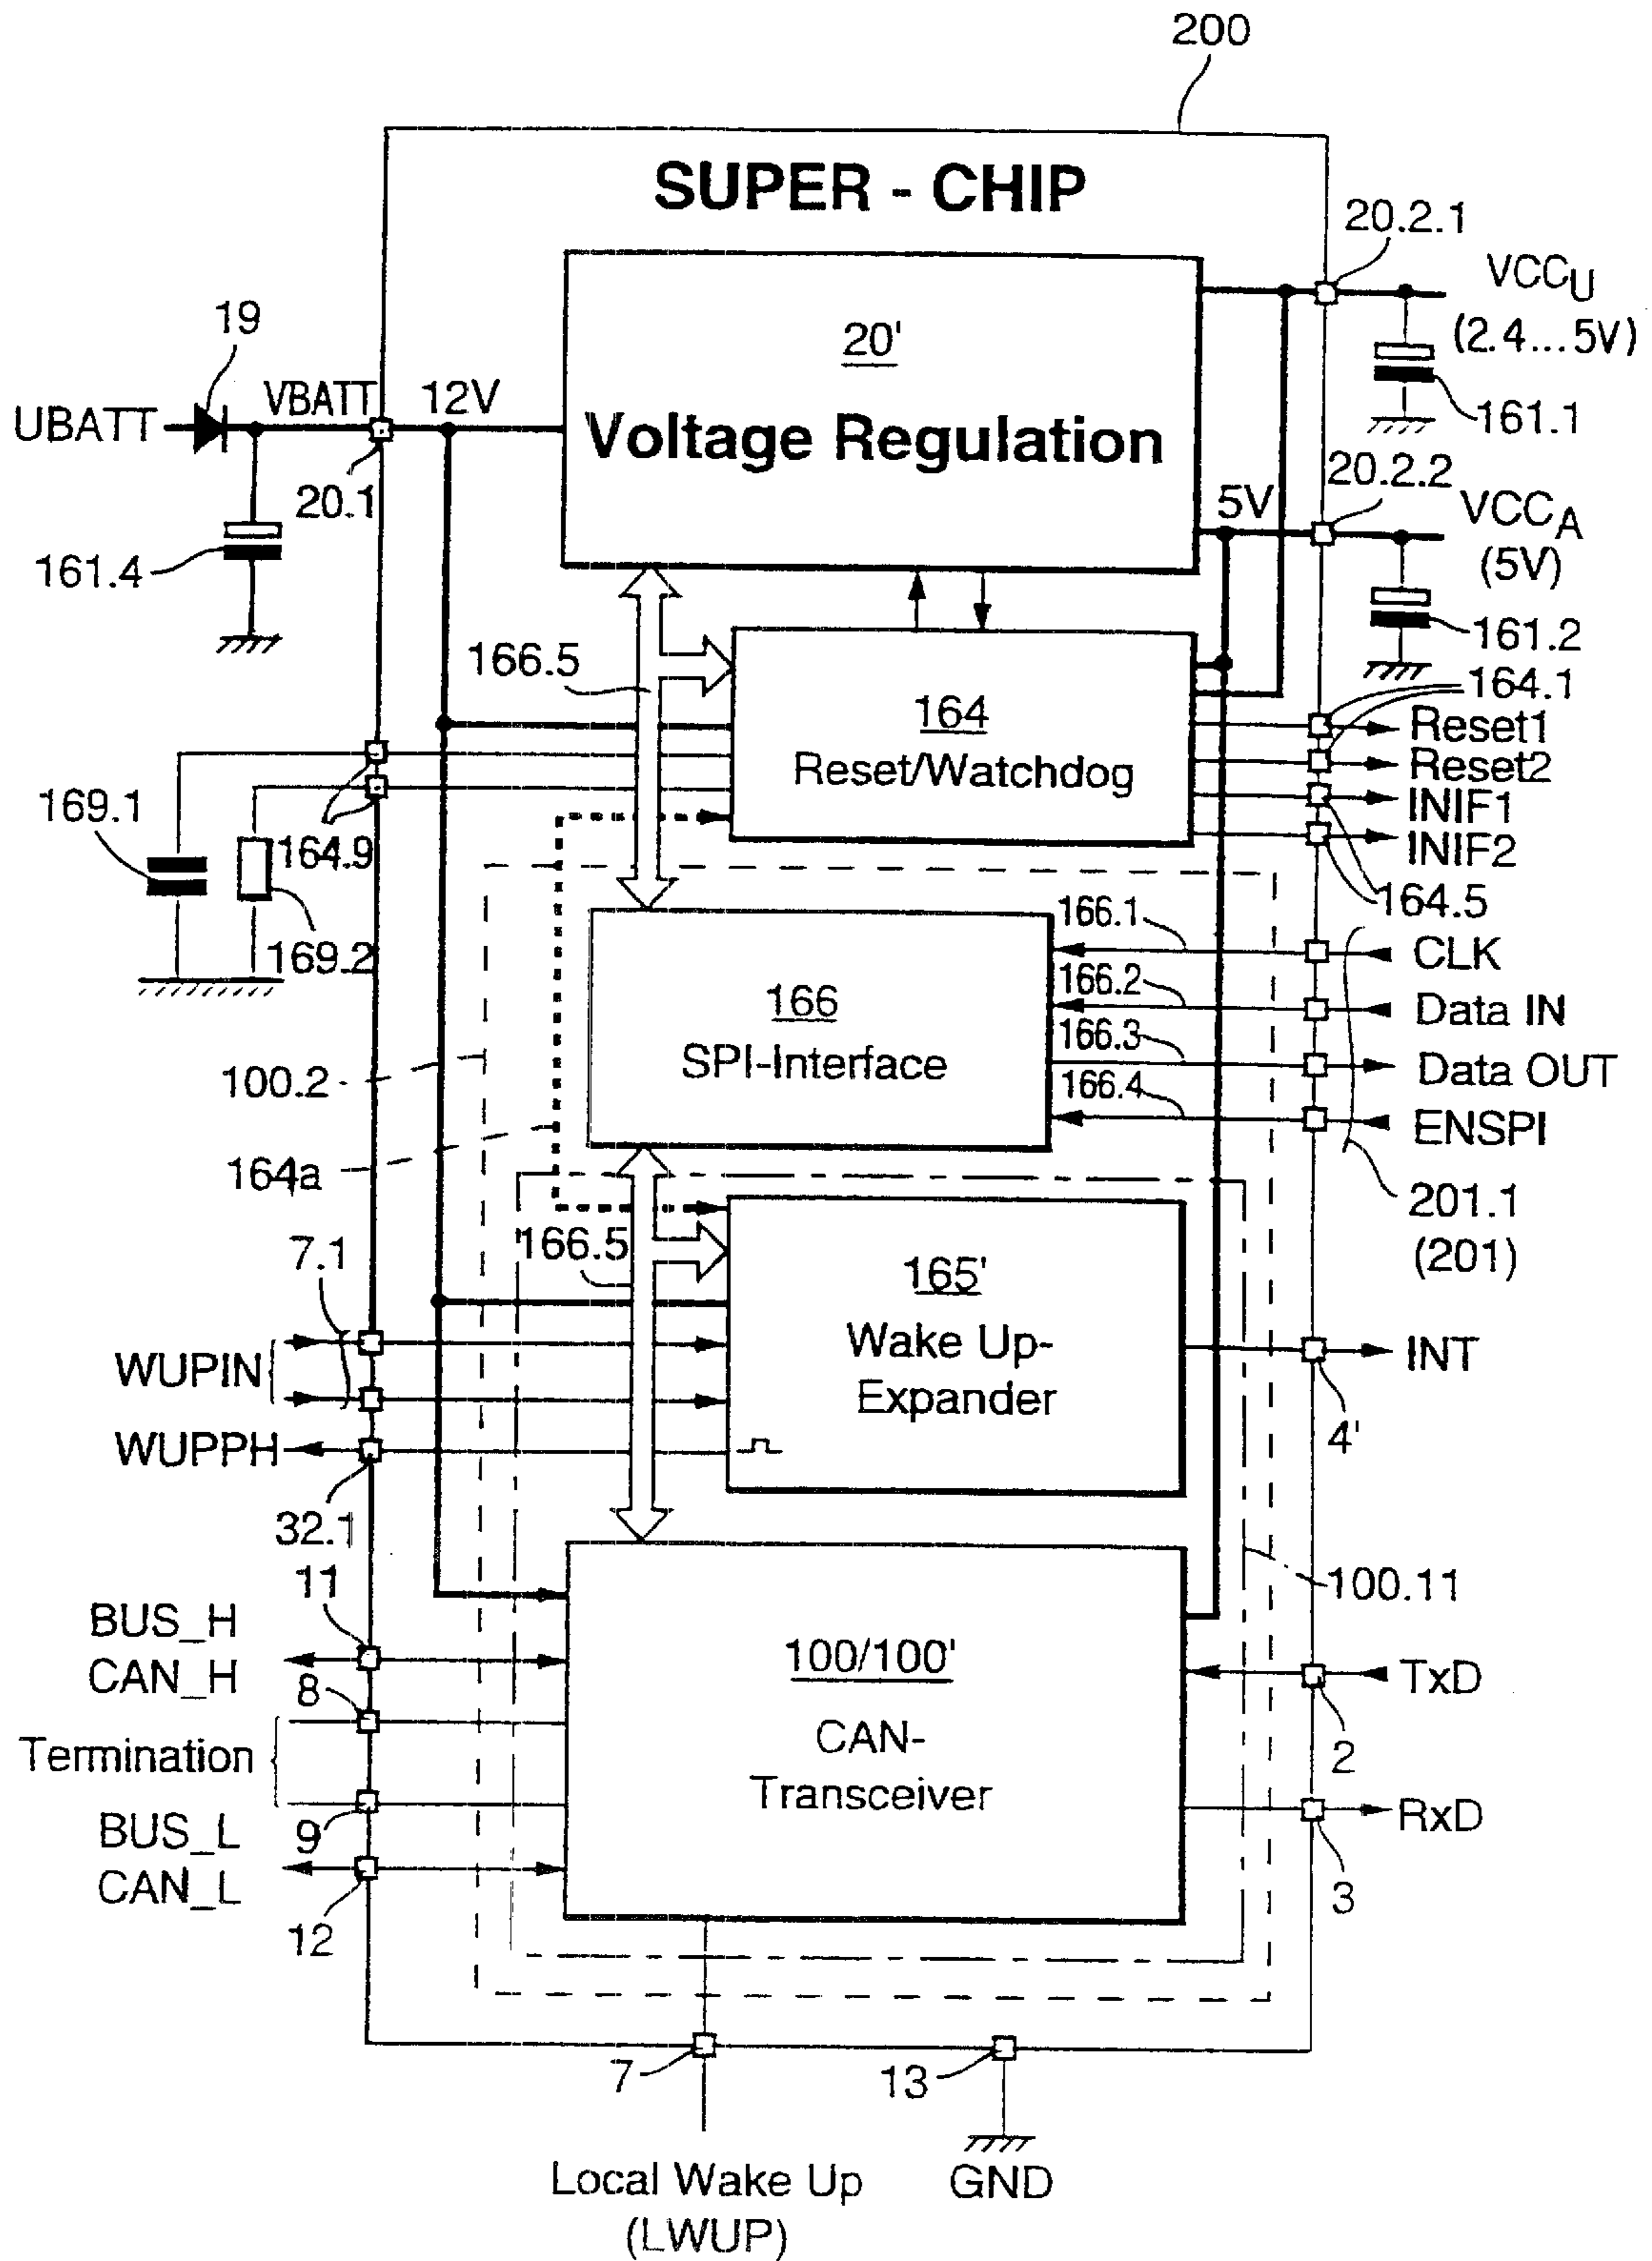 200
SUPER - CHIP
20.2.1
VCCU
(2.4...5V)
161.1
19
UBATT
VBATT
12V
20.1
161.4
20'
Voltage Regulation
5V
20.2.2
VCCA
(5V)
161.2
166.5
164
Reset/Watchdog
164.1
Reset1
Reset2
INIF1
INIF2
164.5
169.1
164.9
169.2
166
SPI-Interface
166.1
CLK
166.2
Data IN
166.3
Data OUT
166.4
ENSPI
201.1
(201)
100.2
164a
166.5
7.1
WUPIN
WUPPH
32.1
165'
Wake Up-
Expander
INT
4'
100.11
11
BUS_H
CAN_H
8
Termination
9
BUS_L
CAN_L
12
100/100'
CAN-
Transceiver
TxD
2
RxD
3
7
13
Local Wake Up
(LWUP)
GND